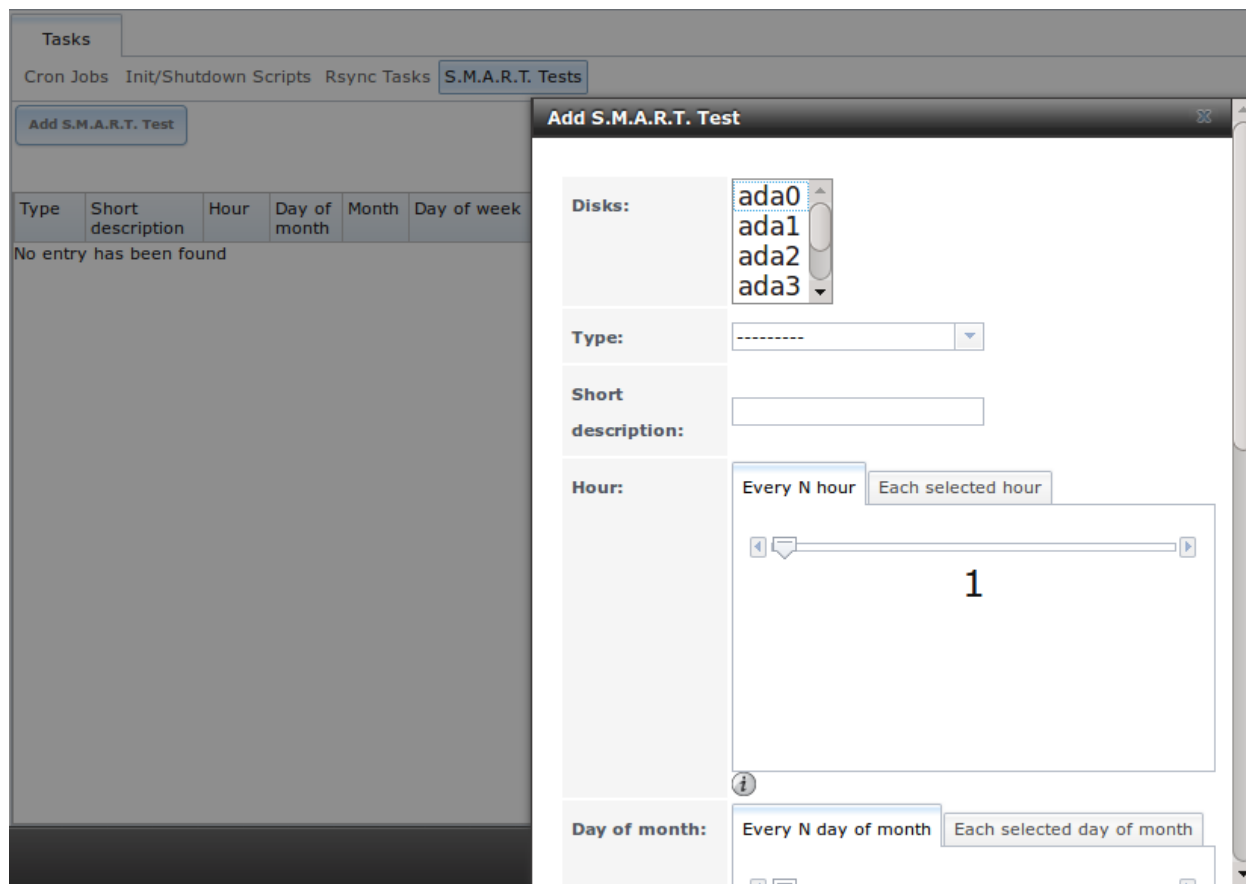 Tasks
Cron Jobs Init/Shutdown Scripts Rsync Tasks S.M.A.R.T. Tests
Add S.M.A.R.T. Test
Type Short description Hour Day of month Month Day of week
No entry has been found
Add S.M.A.R.T. Test
Disks:
ada0
ada1
ada2
ada3
Type:
---------
Short
description:
Hour:
Every N hour Each selected hour
1
Day of month:
Every N day of month Each selected day of month